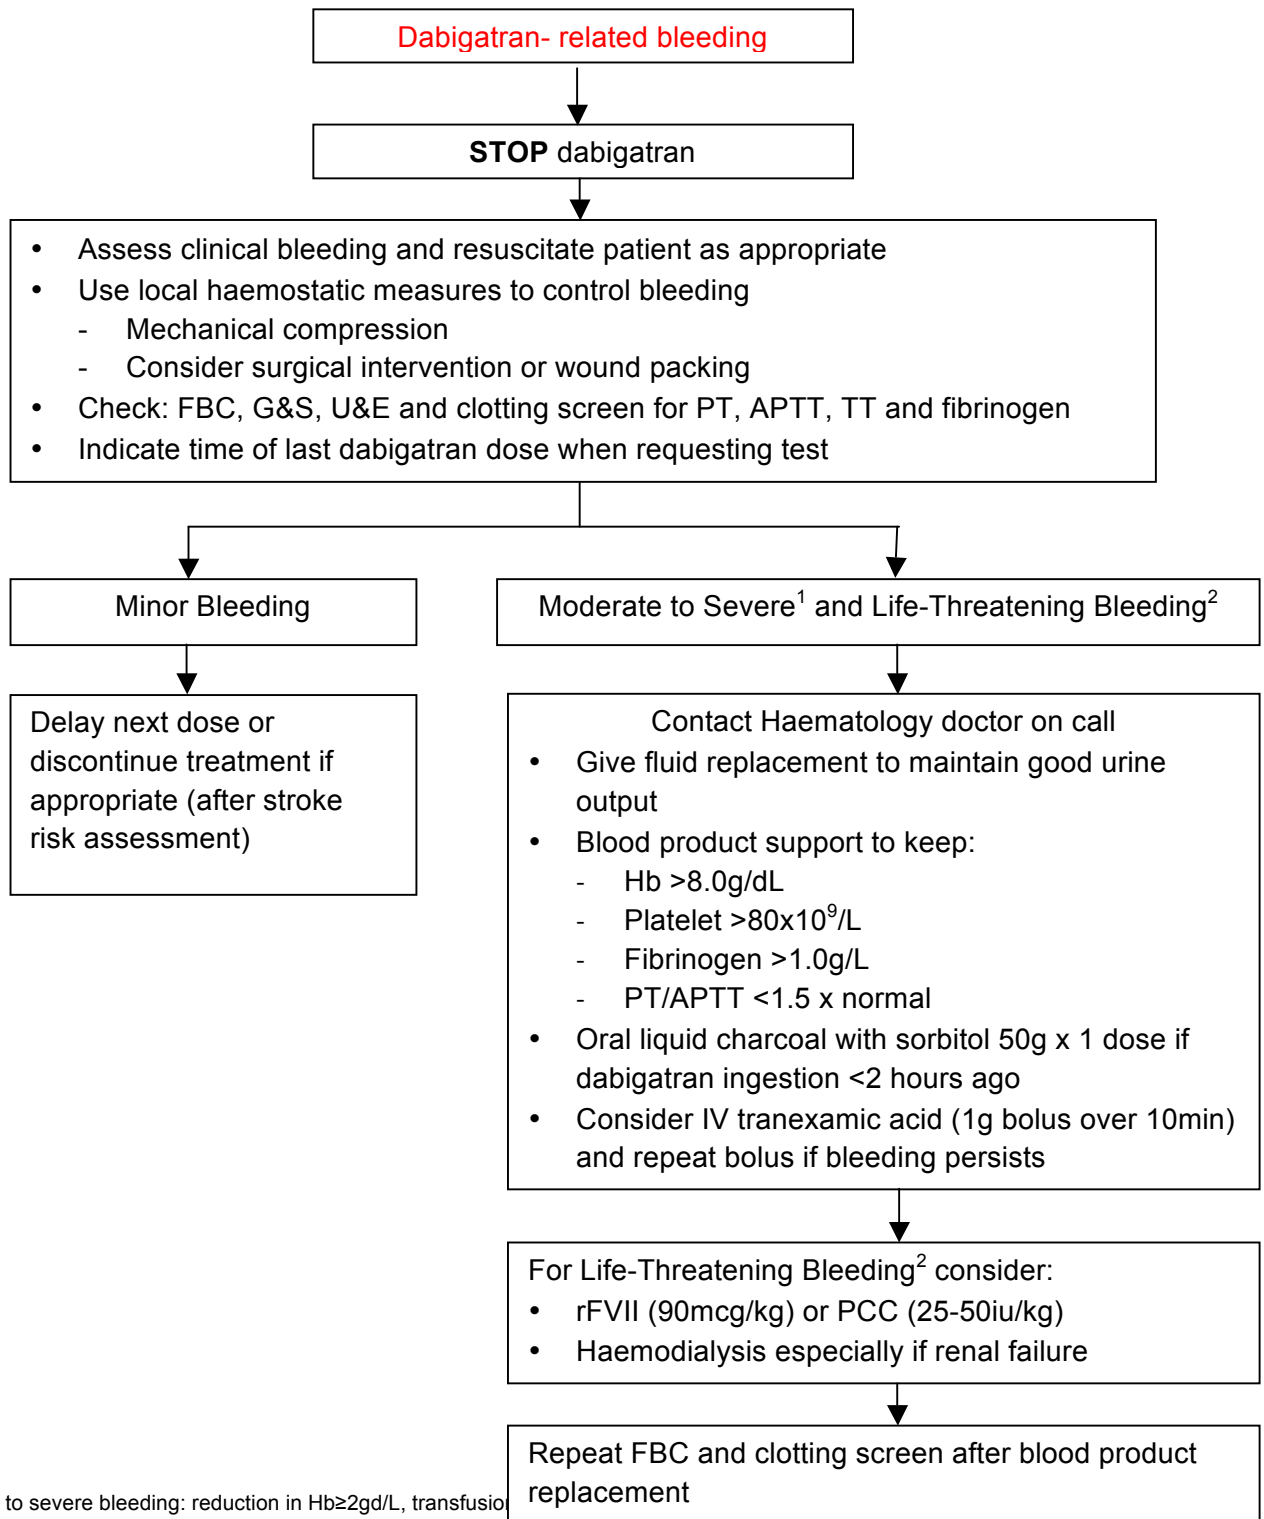 Dabigatran- related bleeding
STOP dabigatran
• Assess clinical bleeding and resuscitate patient as appropriate
• Use local haemostatic measures to control bleeding
- Mechanical compression
- Consider surgical intervention or wound packing
• Check: FBC, G&S, U&E and clotting screen for PT, APTT, TT and fibrinogen
• Indicate time of last dabigatran dose when requesting test
Minor Bleeding
Delay next dose or
discontinue treatment if
appropriate (after stroke
risk assessment)
Moderate to Severe¹ and Life-Threatening Bleeding²
Contact Haematology doctor on call
• Give fluid replacement to maintain good urine
output
• Blood product support to keep:
- Hb >8.0g/dL
- Platelet >80x10⁹/L
- Fibrinogen >1.0g/L
- PT/APTT <1.5 x normal
• Oral liquid charcoal with sorbitol 50g x 1 dose if
dabigatran ingestion <2 hours ago
• Consider IV tranexamic acid (1g bolus over 10min)
and repeat bolus if bleeding persists
For Life-Threatening Bleeding² consider:
• rFVII (90mcg/kg) or PCC (25-50iu/kg)
• Haemodialysis especially if renal failure
Repeat FBC and clotting screen after blood product
replacement
to severe bleeding: reduction in Hb≥2gd/L,